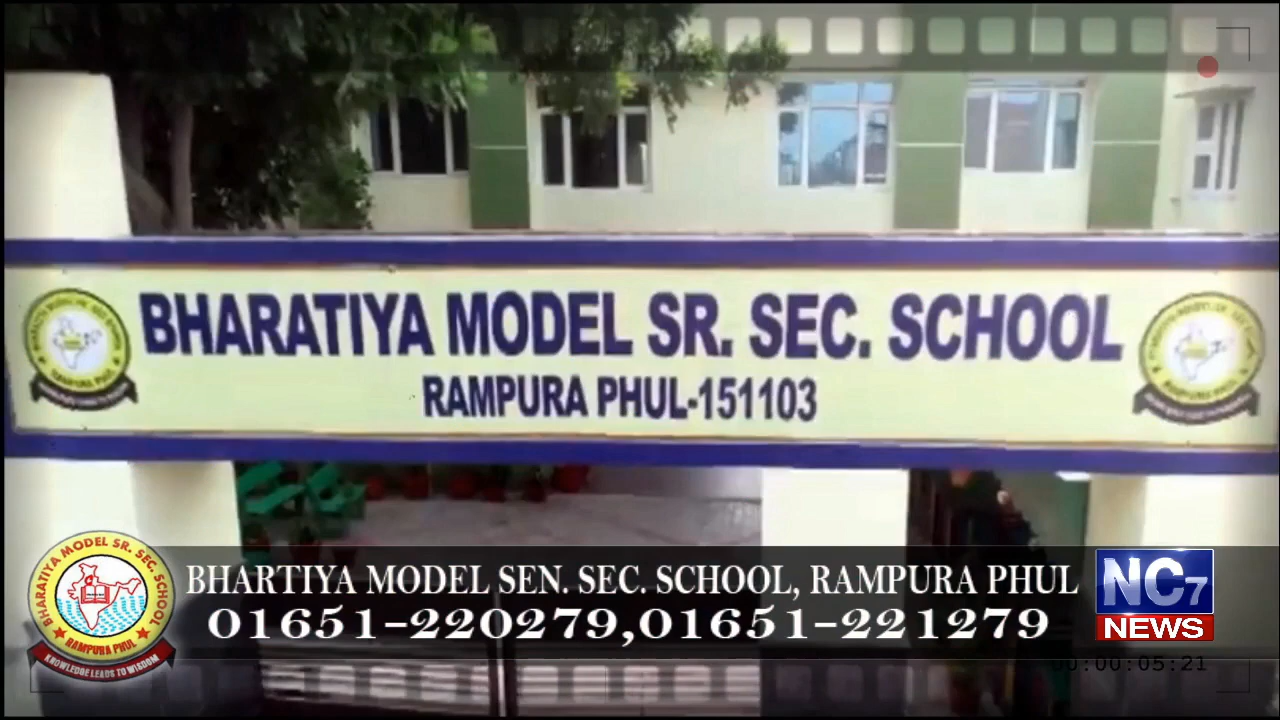 BHARATIYA MODEL SR. SEC. SCHOOL
RAMPURA PHUL-151103
BHARATIYA MODEL SR. SEC. SCHOOL
RAMPURA PHUL
KNOWLEDGE LEADS TO WISDOM
BHARTIYA MODEL SEN. SEC. SCHOOL, RAMPURA PHUL
01651-220279,01651-221279
NC7
NEWS
00:00:05:21